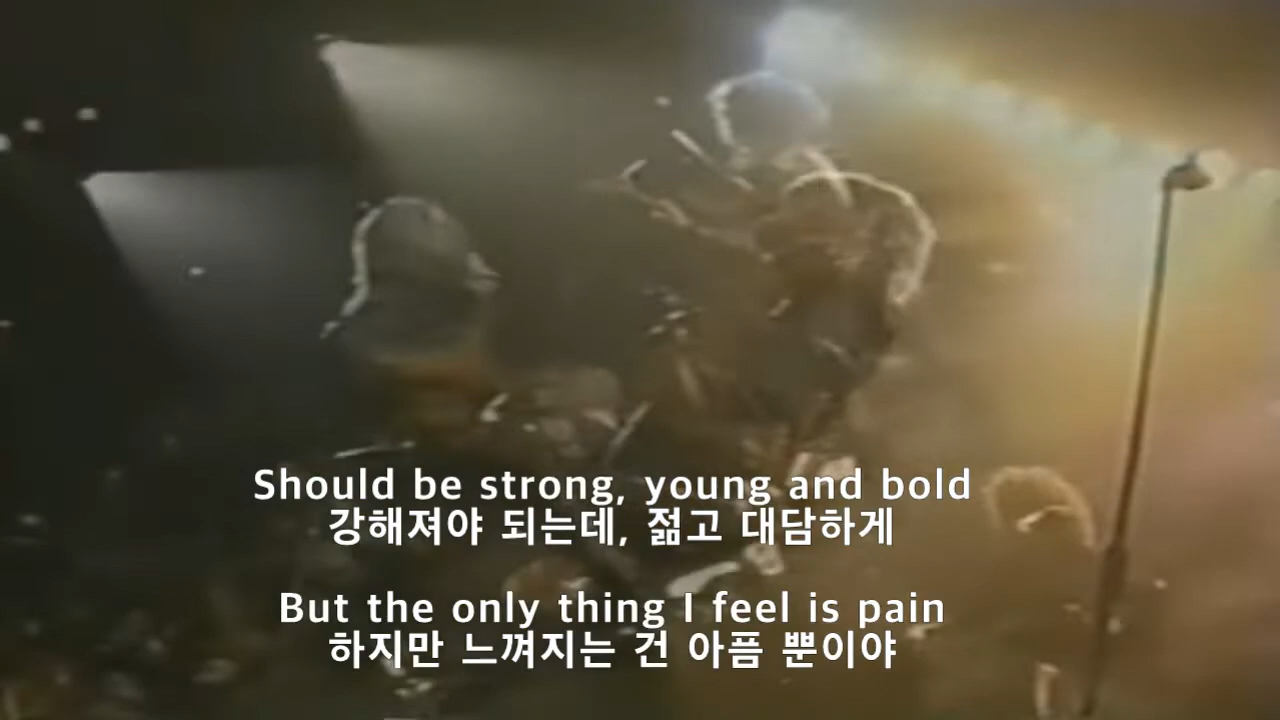 Should be strong, young and bold
강해져야 되는데, 젊고 대담하게
But the only thing I feel is pain
하지만 느껴지는 건 아픔 뿐이야